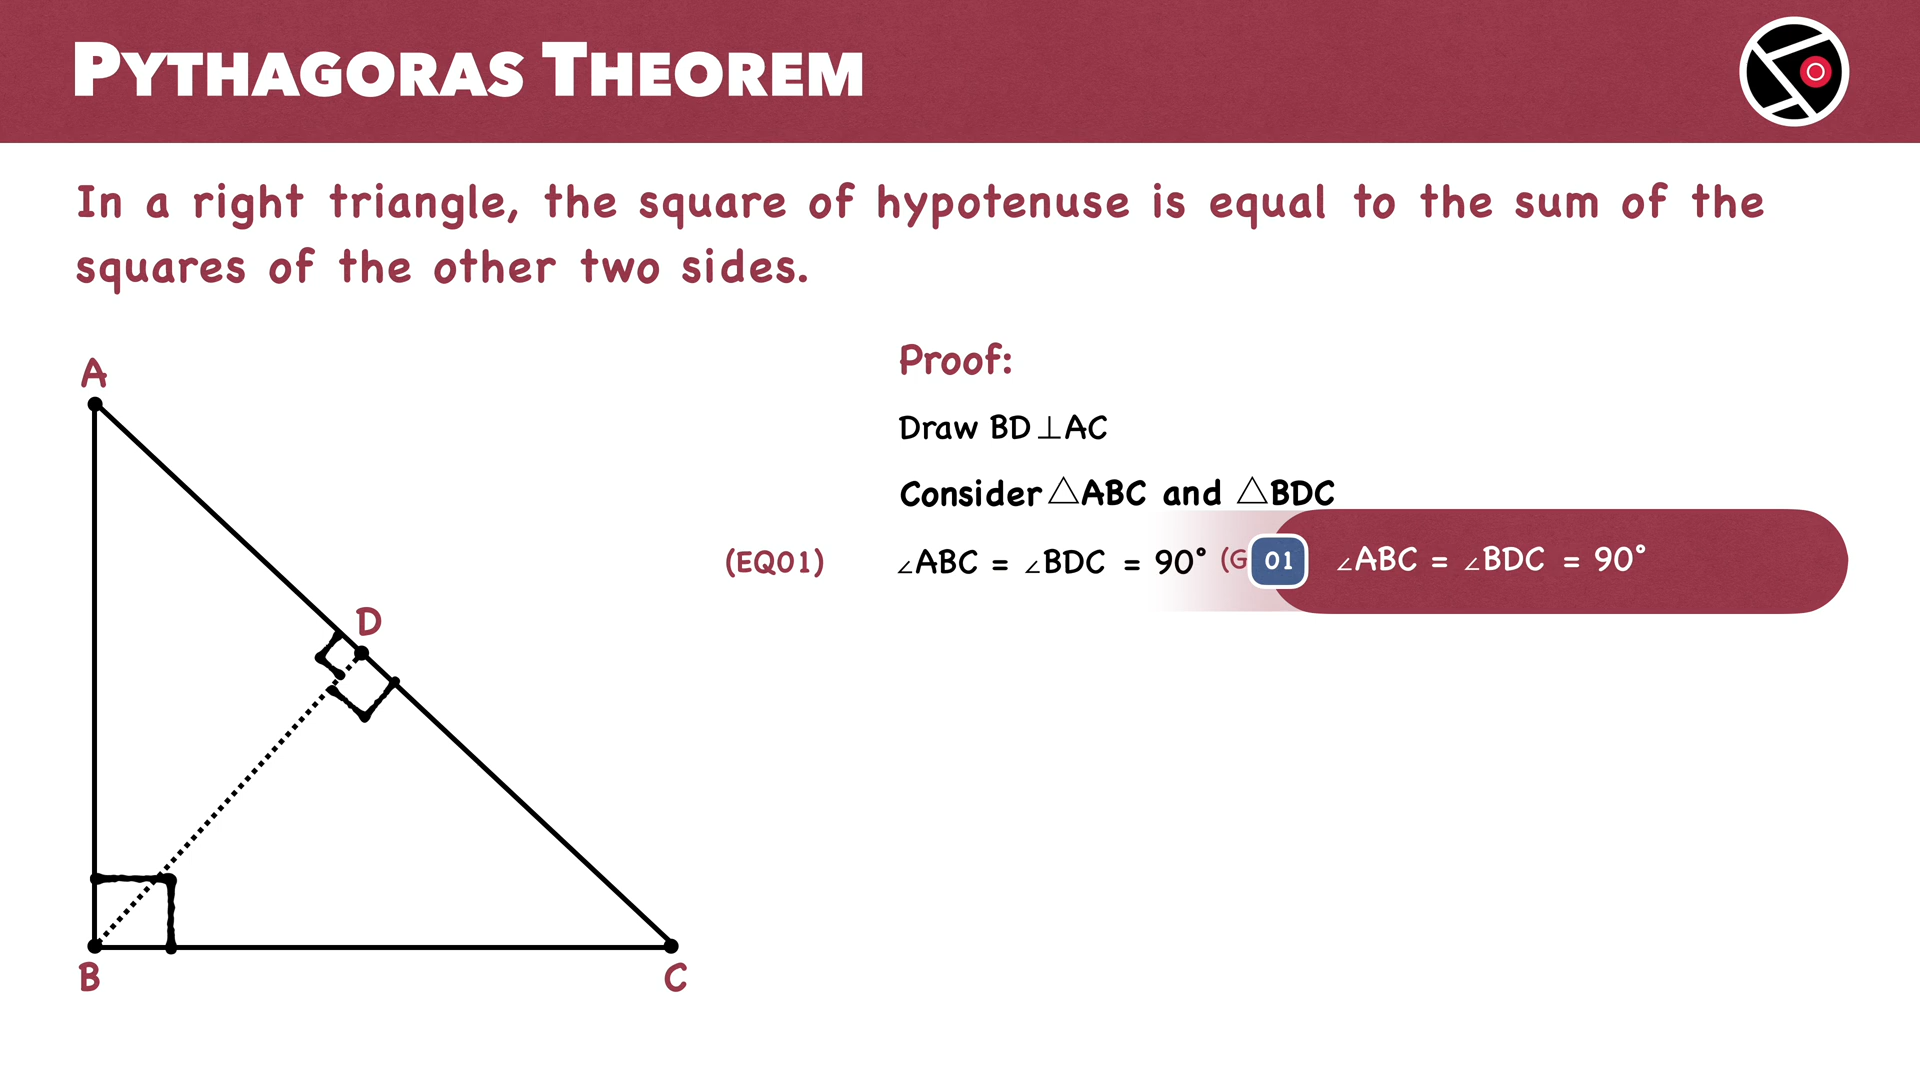 PYTHAGORAS THEOREM
In a right triangle, the square of hypotenuse is equal to the sum of the
squares of the other two sides.
A
D
B
C
Proof:
Draw BD⊥AC
Consider △ABC and △BDC
(EQ01) ∠ABC = ∠BDC = 90° (G
01 ∠ABC = ∠BDC = 90°